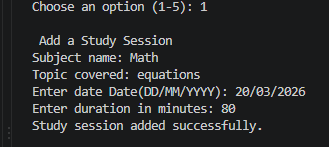 Choose an option (1-5): 1
Add a Study Session
Subject name: Math
Topic covered: equations
Enter date Date(DD/MM/YYYY): 20/03/2026
Enter duration in minutes: 80
Study session added successfully.